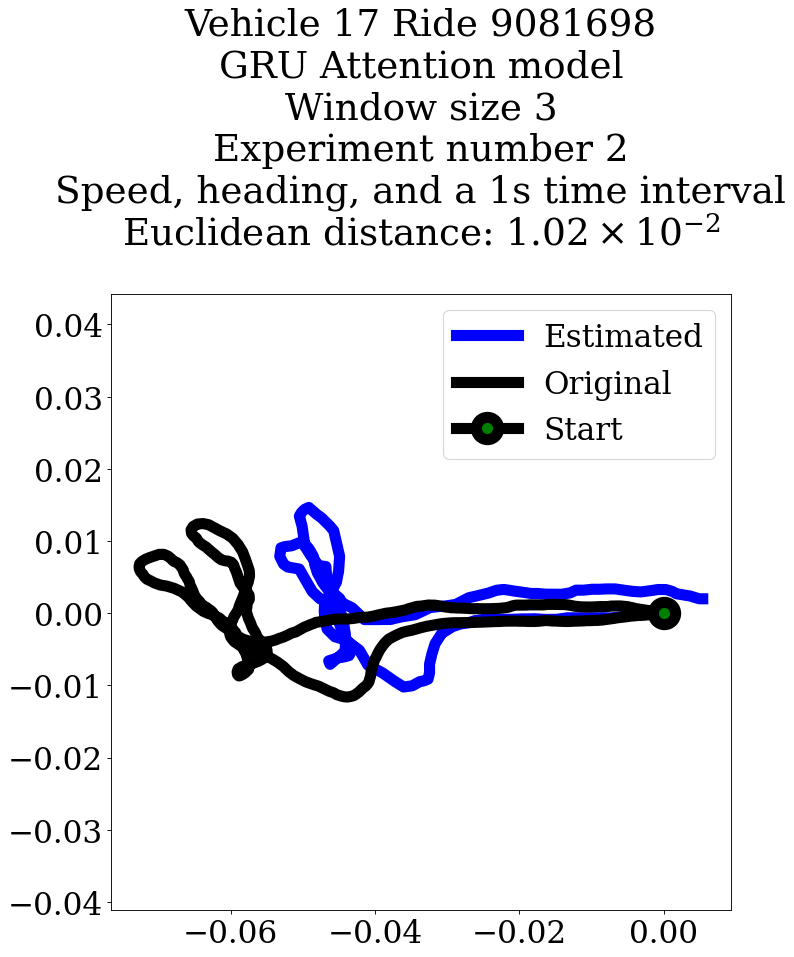 Vehicle 17 Ride 9081698
GRU Attention model
Window size 3
Experiment number 2
Speed, heading, and a 1s time interval
Euclidean distance: 1.02 × 10⁻²
Estimated
Original
Start
0.04
0.03
0.02
0.01
0.00
−0.01
−0.02
−0.03
−0.04
−0.06
−0.04
−0.02
0.00